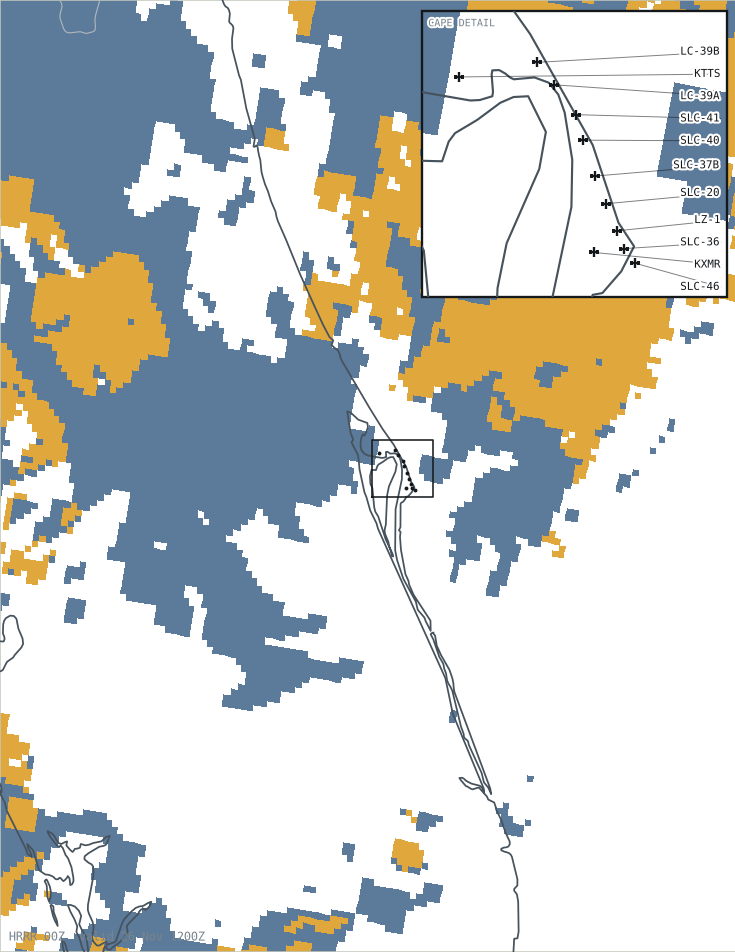 CAPE DETAIL
LC-39B
KTTS
LC-39A
SLC-41
SLC-40
SLC-37B
SLC-20
LZ-1
SLC-36
KXMR
SLC-46
HRRR 00Z
Nov
200Z